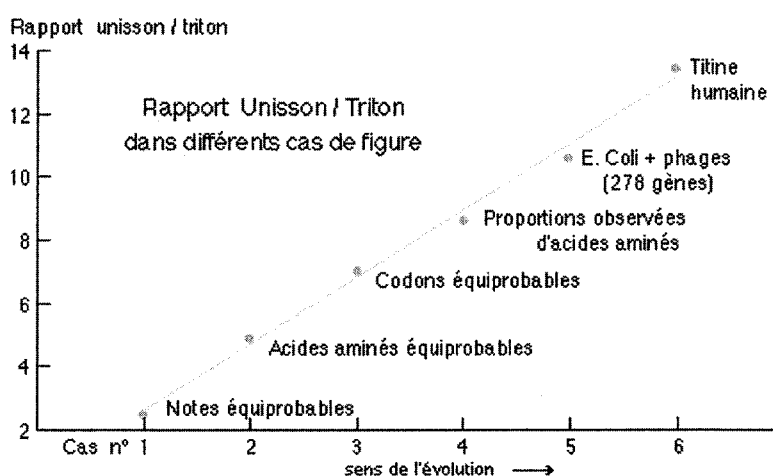 Rapport unisson / triton
14
12
10
8
6
4
2
Rapport Unisson / Triton
dans différents cas de figure
Titine
humaine
E. Coli + phages
(278 gènes)
Proportions observées
d'acides aminés
Codons équiprobables
Acides aminés équiprobables
Notes équiprobables
Cas n° 1 2 3 4 5 6
sens de l'évolution →